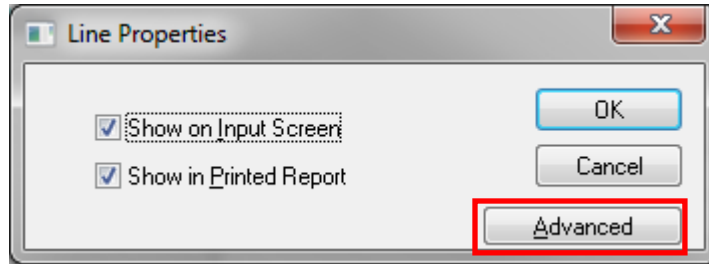 Line Properties
Show on Input Screen
OK
Show in Printed Report
Cancel
Advanced